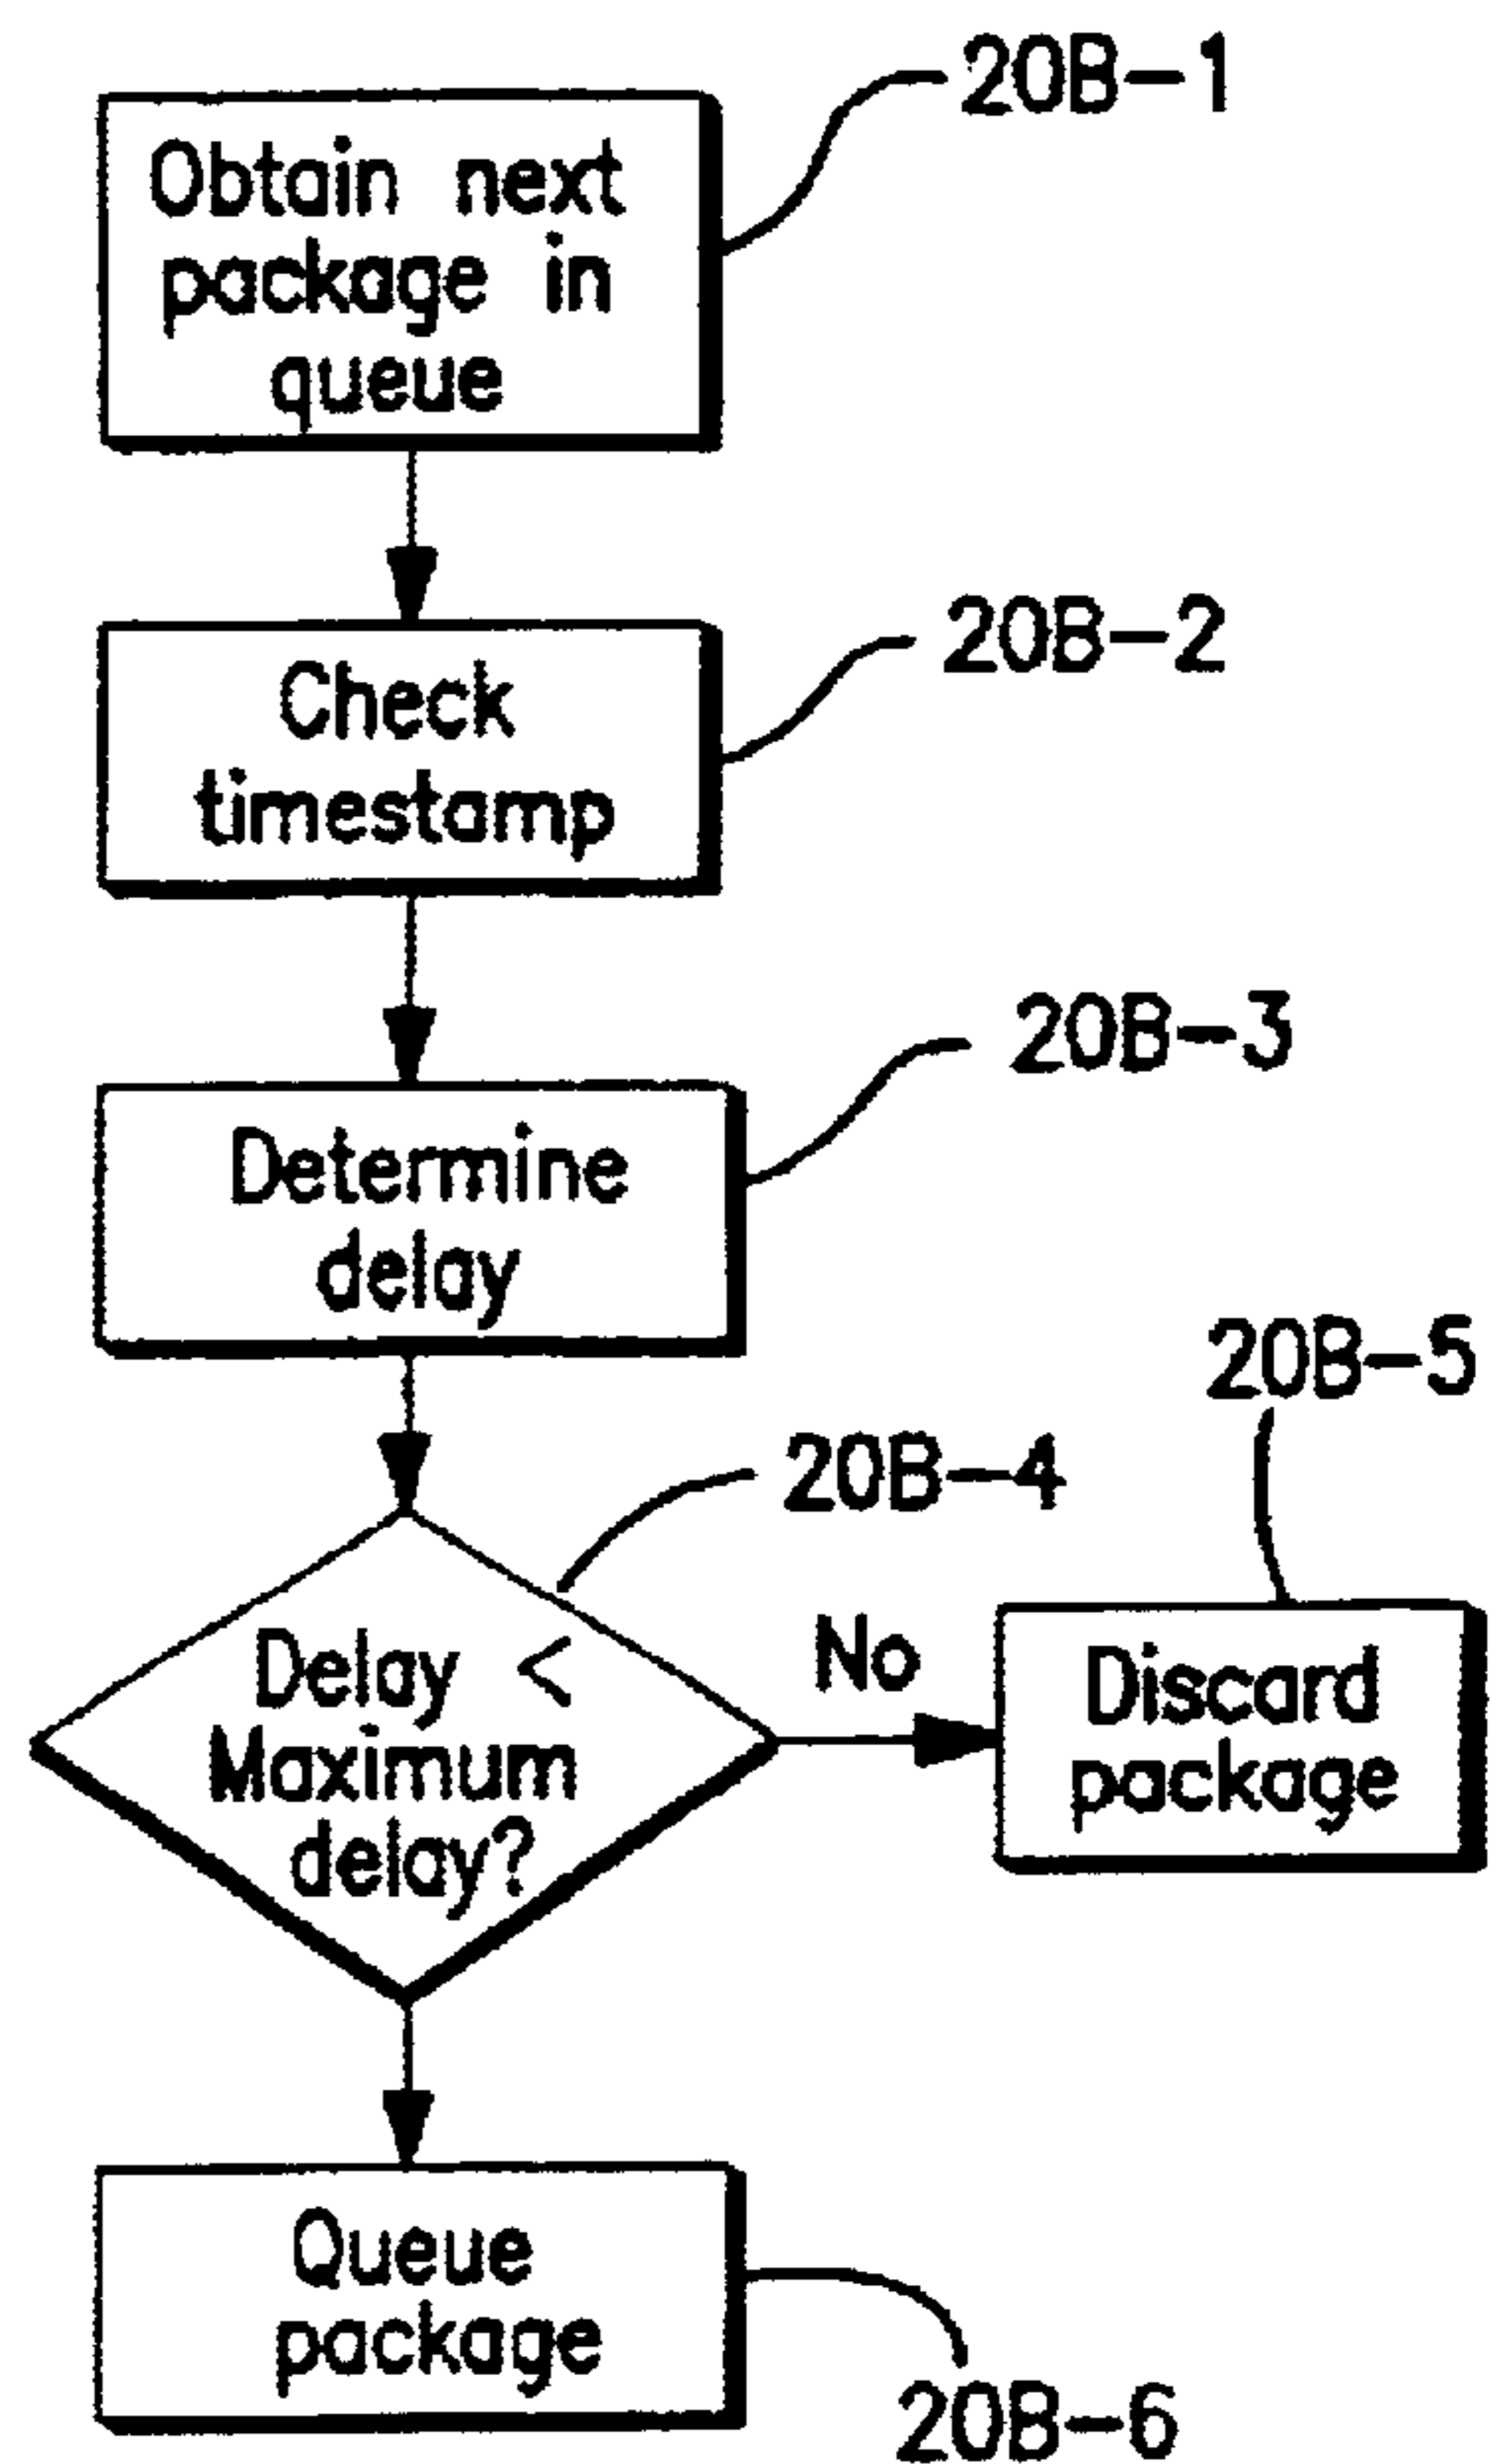 20B-1
Obtain next
package in
queue
20B-2
Check
timestamp
20B-3
Determine
delay
20B-4
Delay <
Maximum
delay?
No
20B-5
Discard
package
Queue
package
20B-6